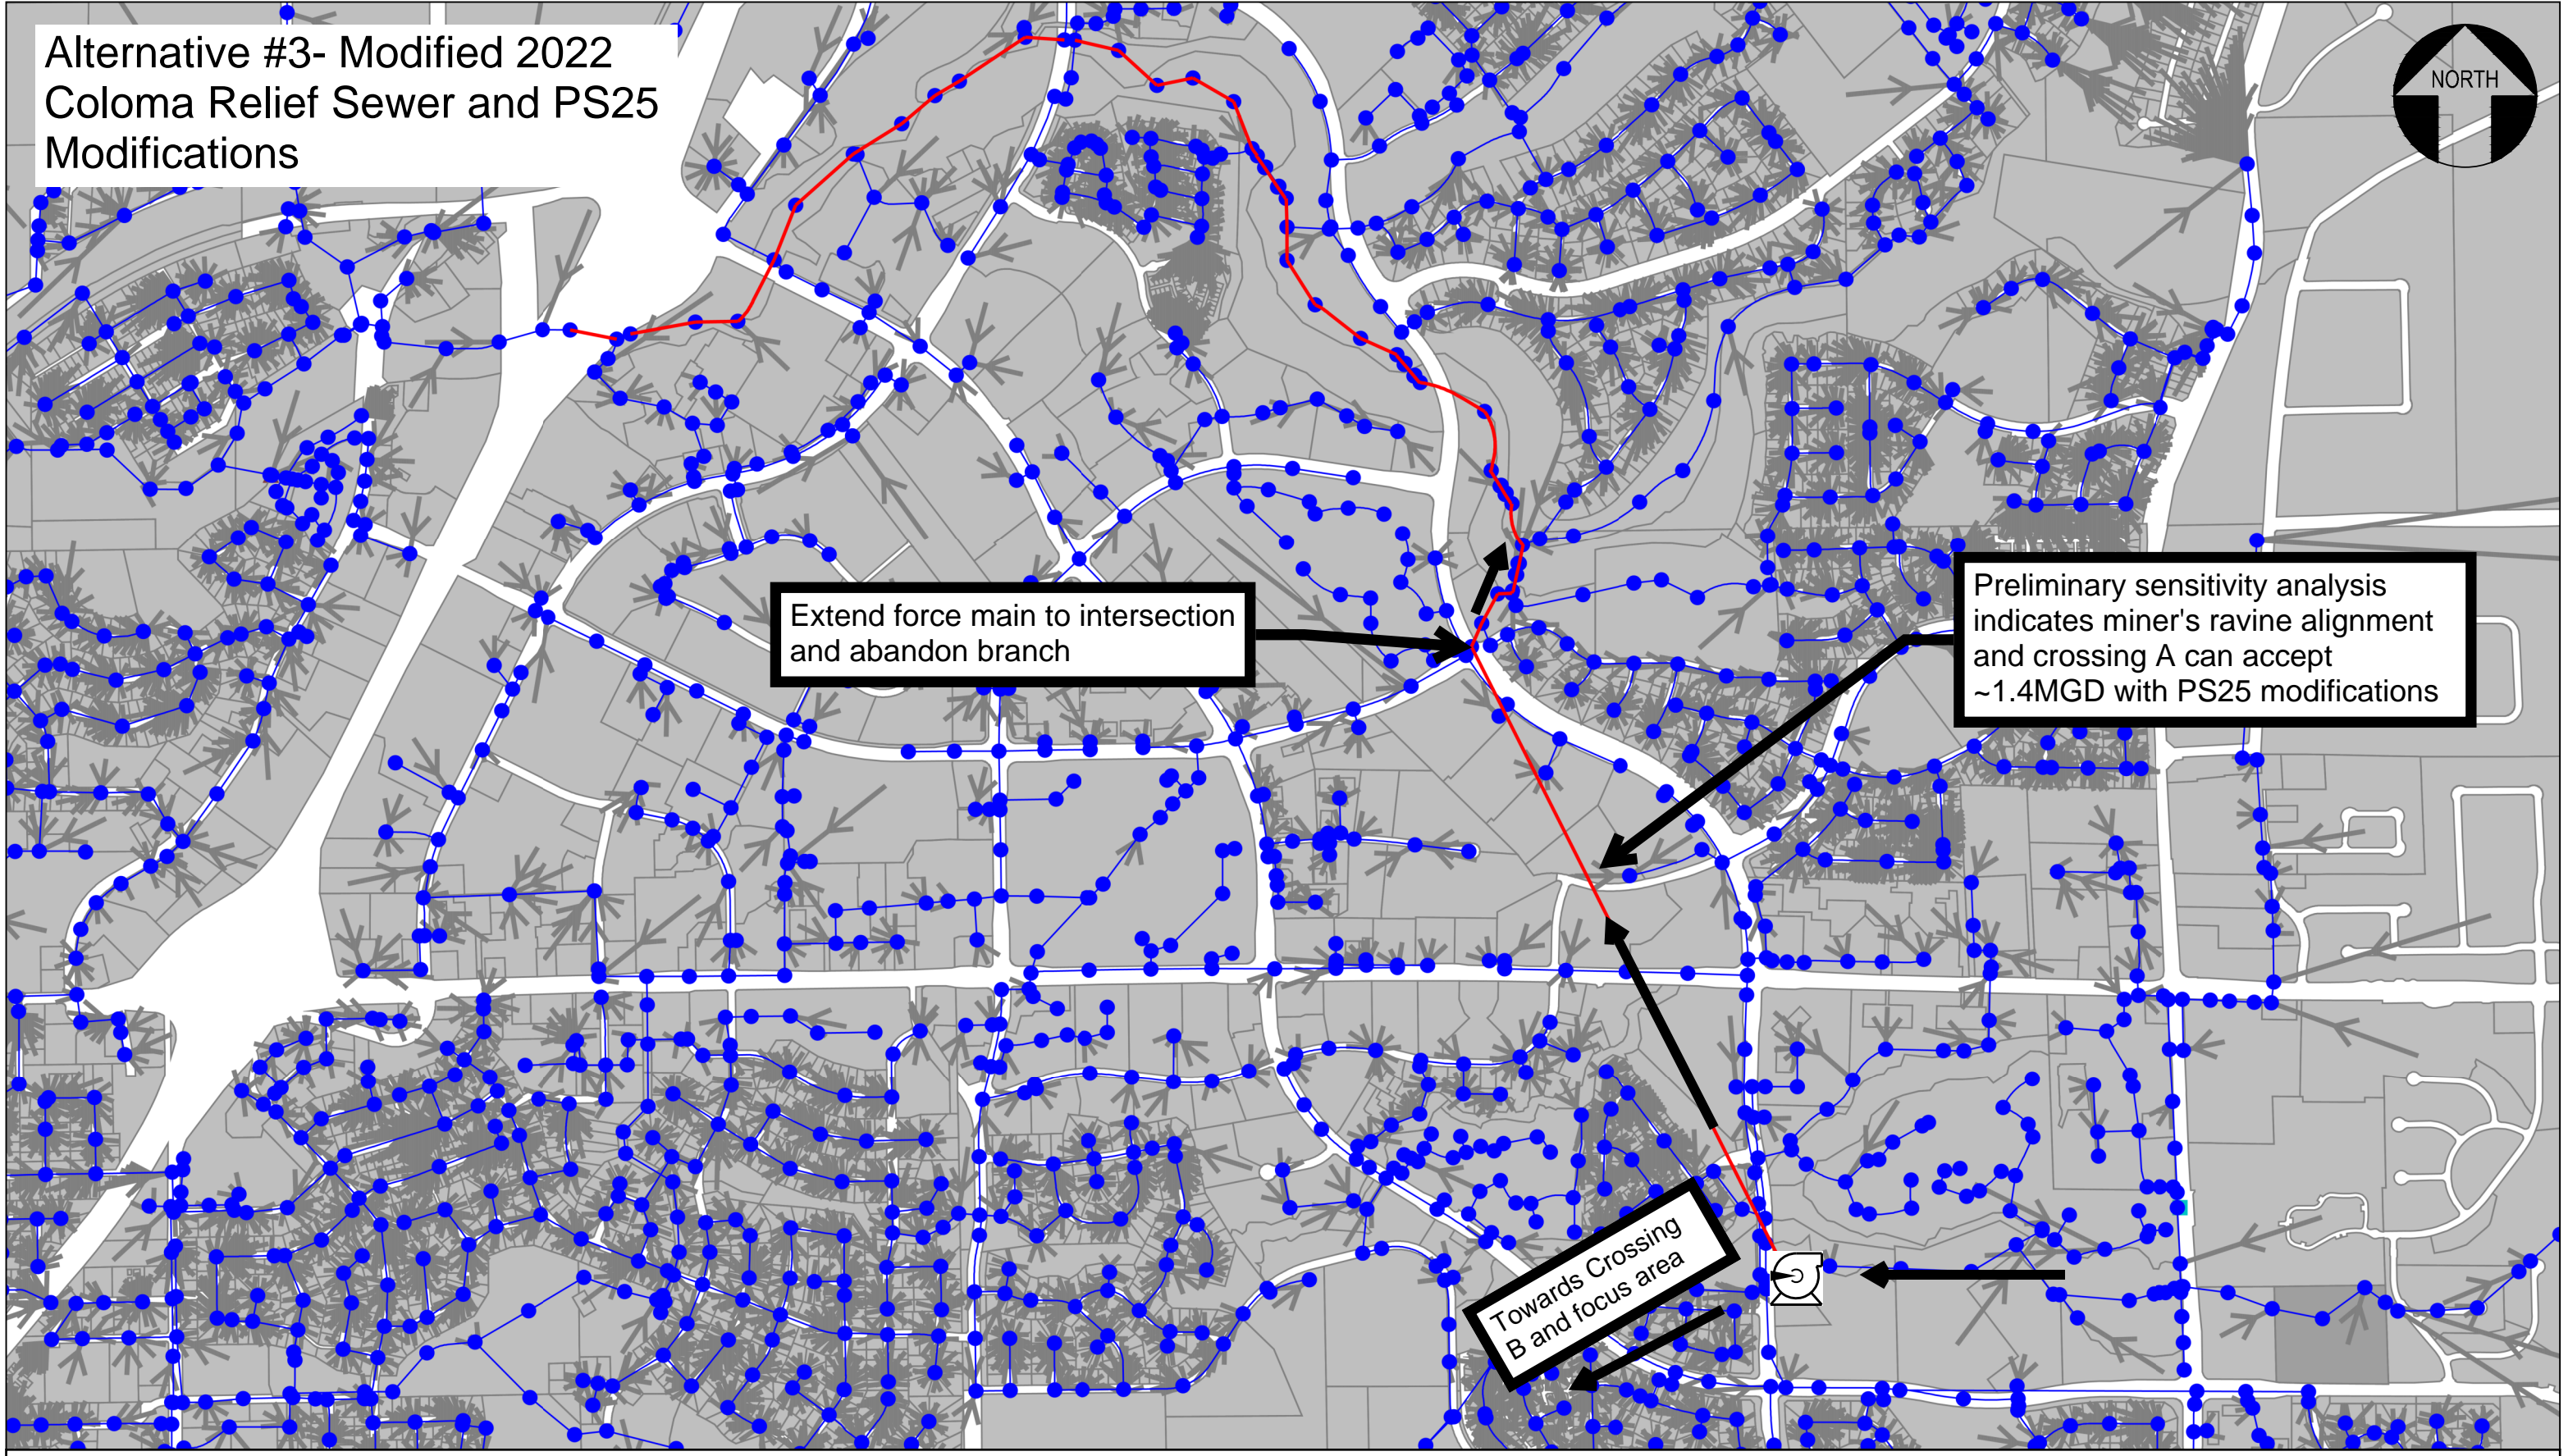 Alternative #3- Modified 2022
Coloma Relief Sewer and PS25
Modifications
NORTH
Extend force main to intersection
and abandon branch
Preliminary sensitivity analysis
indicates miner's ravine alignment
and crossing A can accept
~1.4MGD with PS25 modifications
Towards Crossing
B and focus area